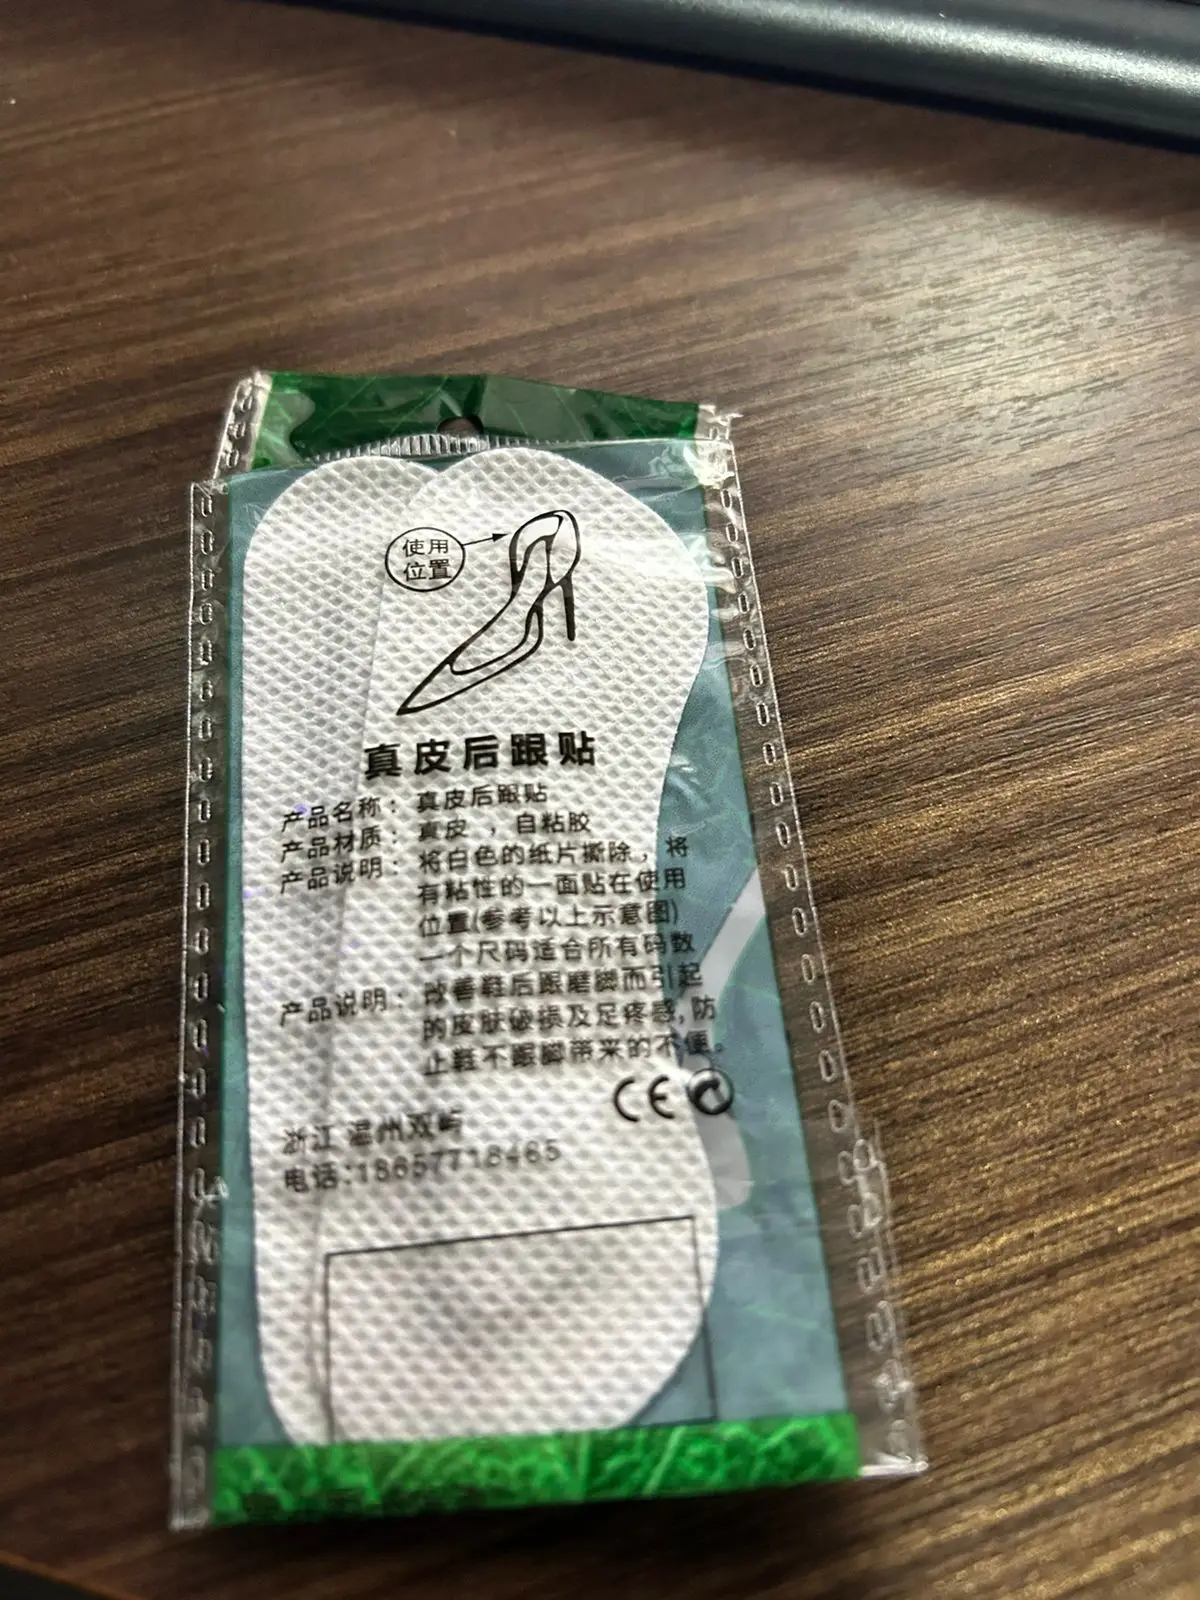 使用
位置
真皮后跟贴
产品名称：真皮后跟贴
产品材质：真皮，自粘胶
产品说明：将白色的纸片撕除，将
有粘性的一面贴在使用
位置(参考以上示意图)
一个尺码适合所有码数
产品说明：改善鞋后跟磨脚而引起
的皮肤破损及足疼感,防
止鞋不跟脚带来的不便。
CE
浙江 温州双屿
电话:18657718465